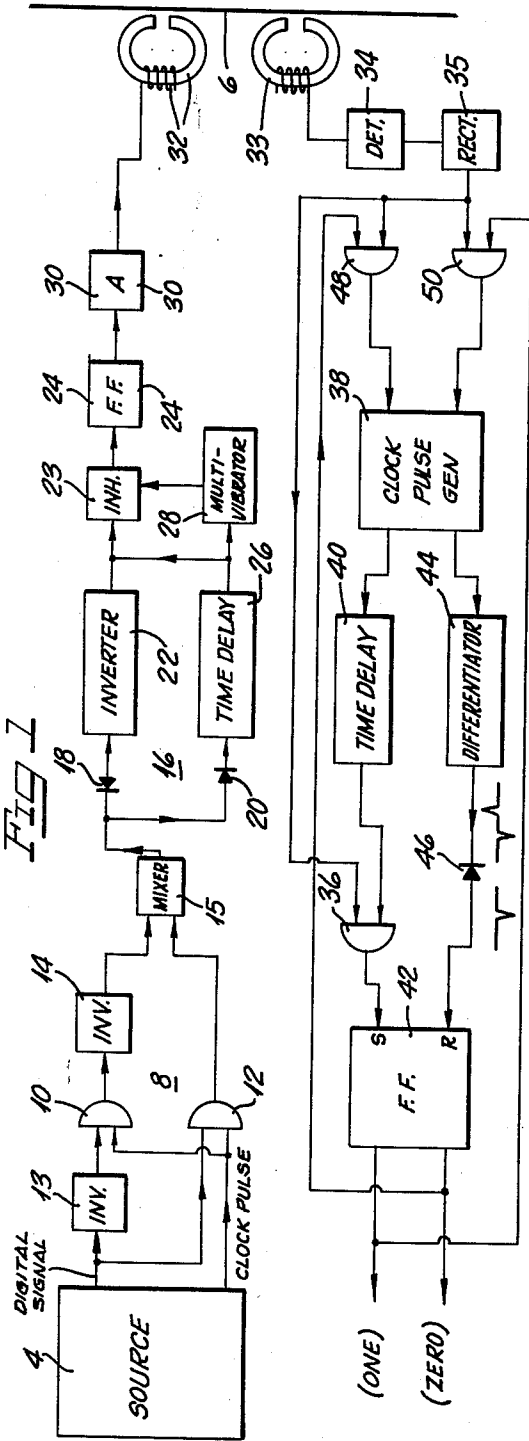 Fig 1
4
SOURCE
DIGITAL
SIGNAL
CLOCK PULSE
13
INV.
10
8
12
14
INV.
MIXER
15
18
16
20
INVERTER
22
TIME DELAY
26
23
INH.
MULTI-
VIBRATOR
28
24
F.F.
24
30
A
30
32
6
33
34
DET.
35
RECT.
48
50
38
CLOCK
PULSE
GEN
40
TIME DELAY
44
DIFFERENTIATOR
46
36
42
S
F.F.
R
(ONE)
(ZERO)